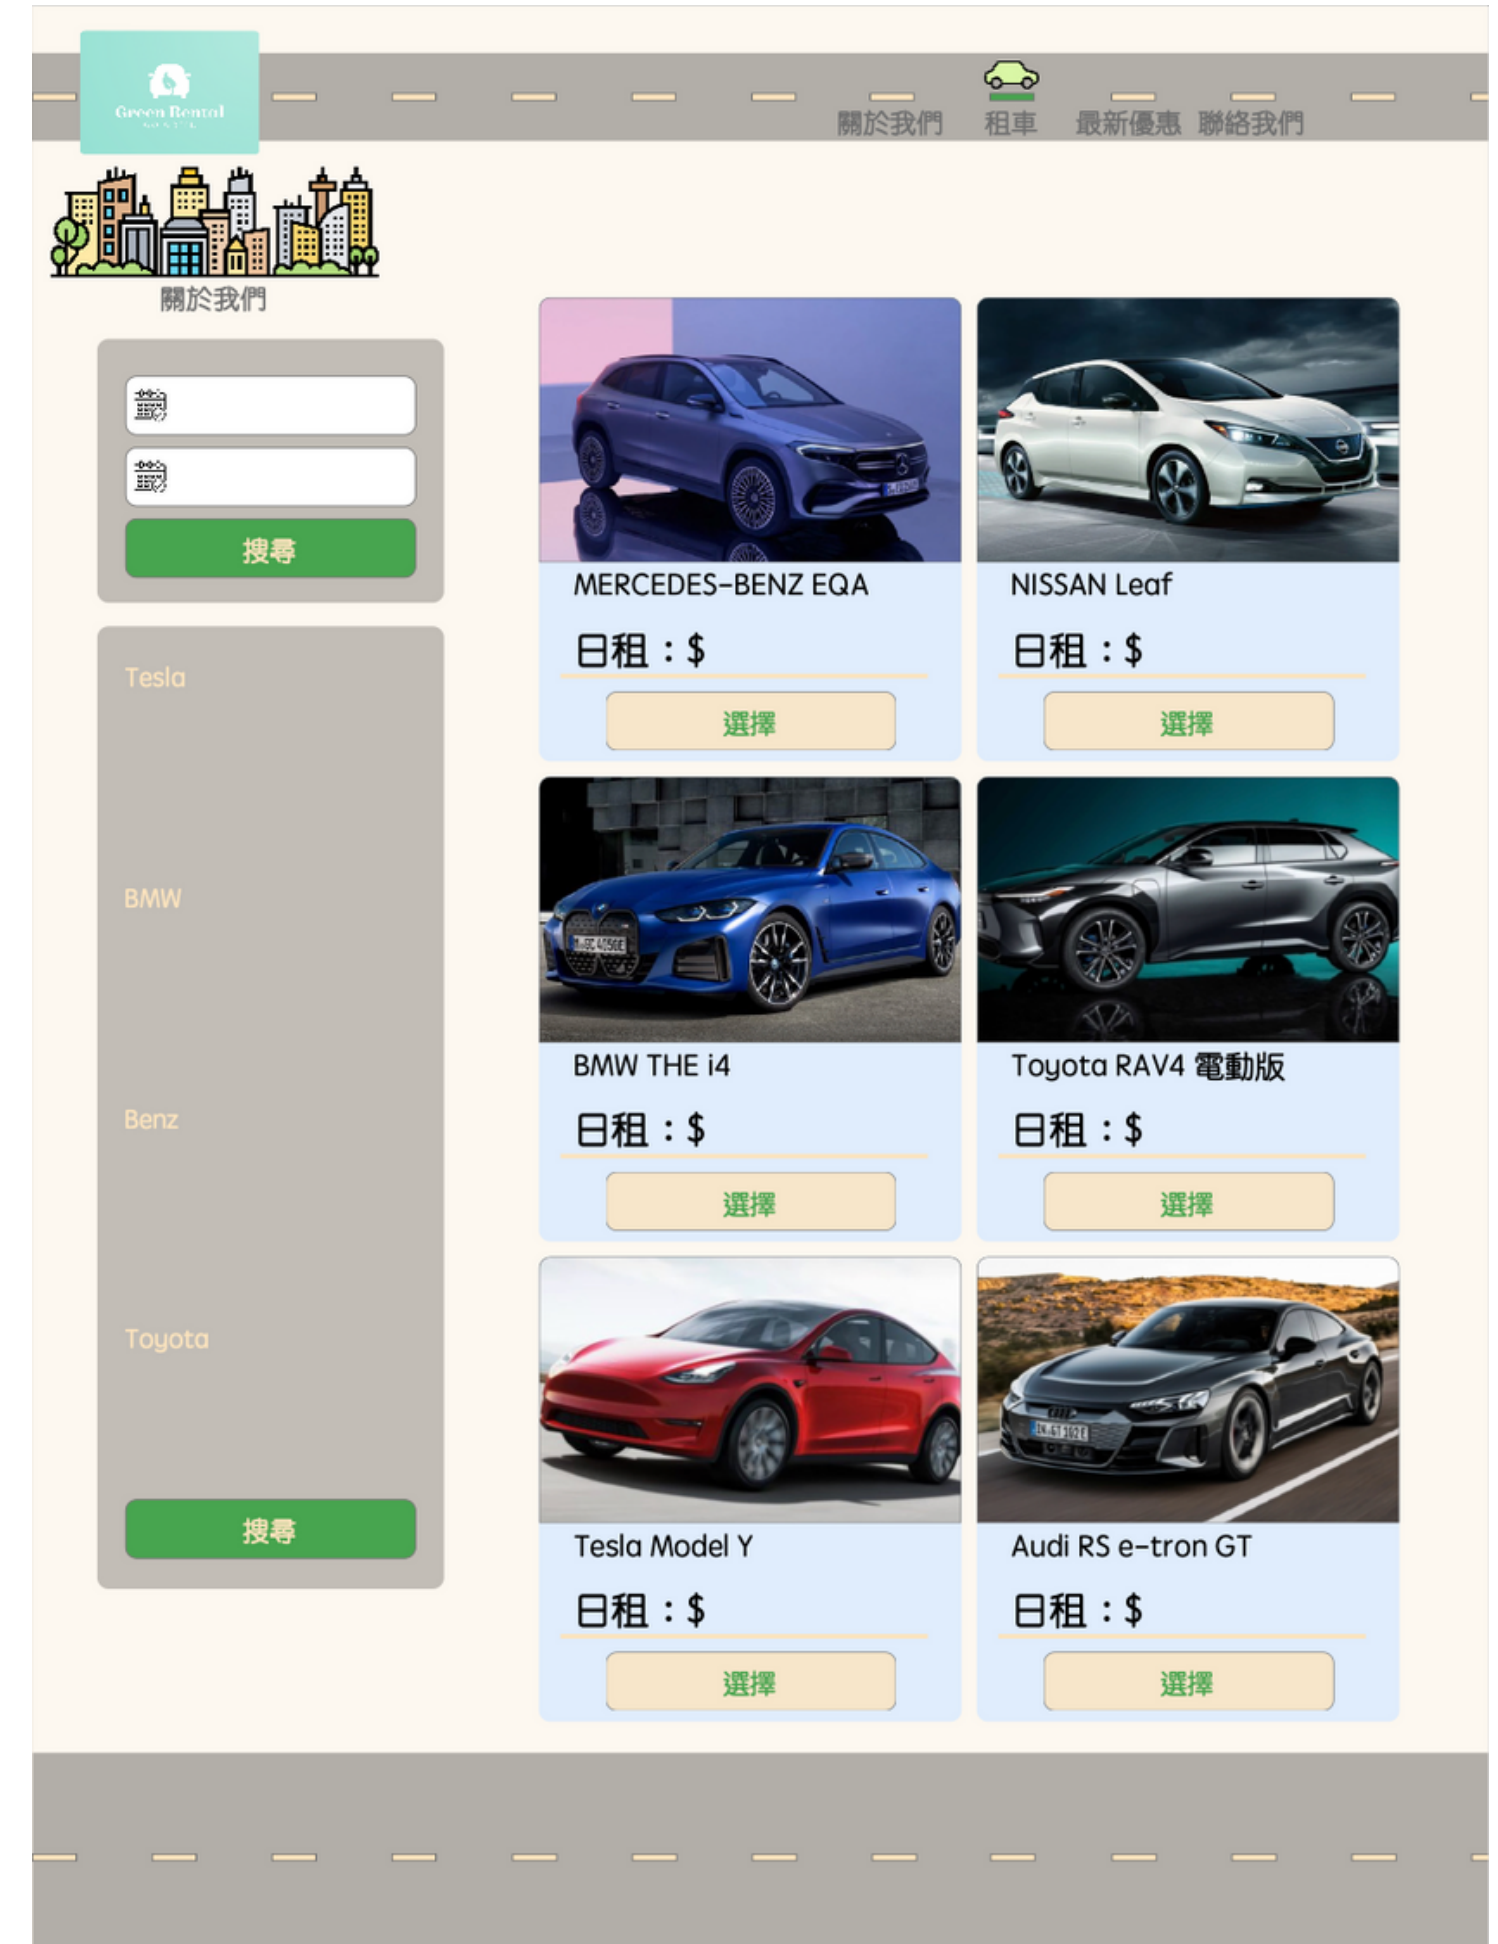 Green Rental
關於我們
租車
最新優惠
聯絡我們
關於我們
搜尋
Tesla
BMW
Benz
Toyota
搜尋
MERCEDES-BENZ EQA
日租：$
選擇
NISSAN Leaf
日租：$
選擇
BMW THE i4
日租：$
選擇
Toyota RAV4 電動版
日租：$
選擇
Tesla Model Y
日租：$
選擇
Audi RS e-tron GT
日租：$
選擇